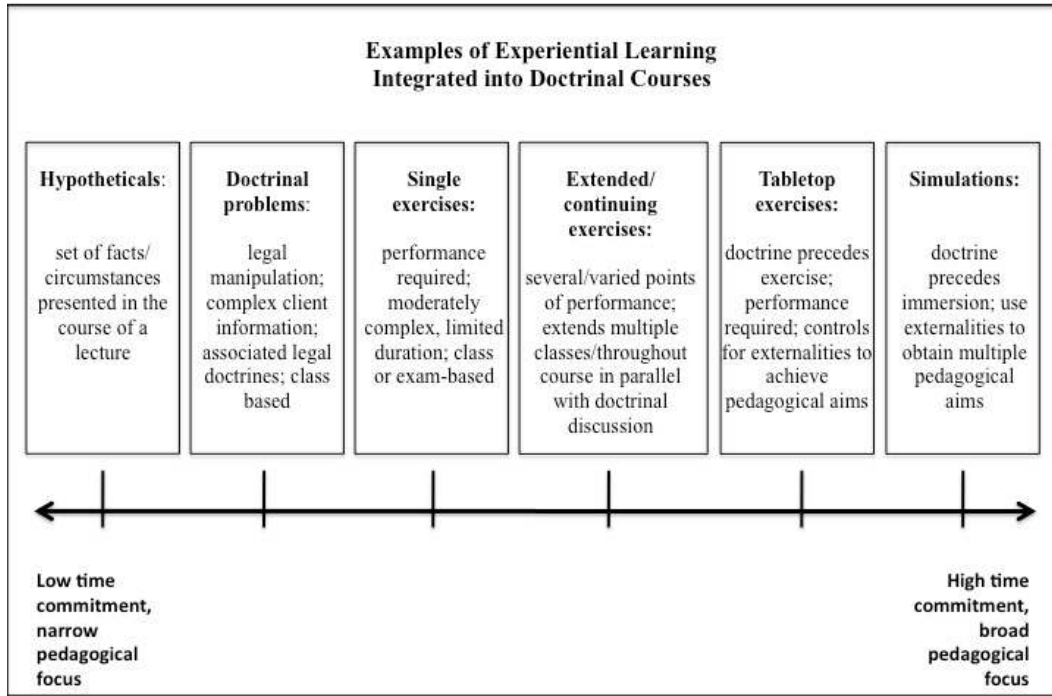 Examples of Experiential Learning
Integrated into Doctrinal Courses
Hypotheticals:
set of facts/
circumstances
presented in the
course of a
lecture
Doctrinal
problems:
legal
manipulation;
complex client
information;
associated legal
doctrines; class
based
Single
exercises:
performance
required;
moderately
complex, limited
duration; class
or exam-based
Extended/
continuing
exercises:
several/varied points
of performance;
extends multiple
classes/throughout
course in parallel
with doctrinal
discussion
Tabletop
exercises:
doctrine precedes
exercise;
performance
required; controls
for externalities to
achieve
pedagogical aims
Simulations:
doctrine
precedes
immersion; use
externalities to
obtain multiple
pedagogical
aims
Low time
commitment,
narrow
pedagogical
focus
High time
commitment,
broad
pedagogical
focus